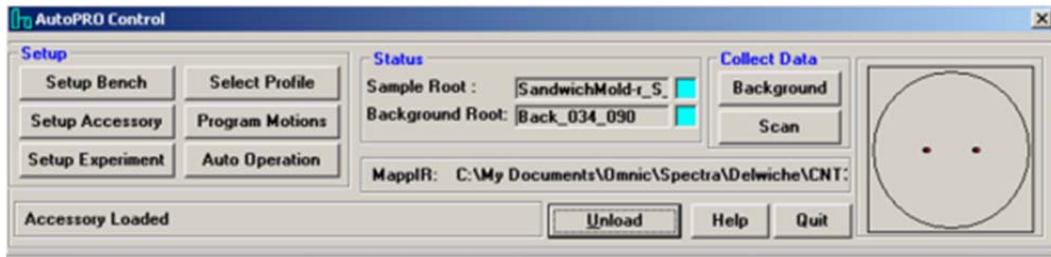 AutoPRO Control
Setup
Setup Bench Select Profile
Setup Accessory Program Motions
Setup Experiment Auto Operation
Status
Sample Root : SandwichMold-r_S_
Background Root: Back_034_090
Collect Data
Background
Scan
MappIR: C:\My Documents\Omnic\Spectra\Delwiche\CNT:
Accessory Loaded
Unload Help Quit